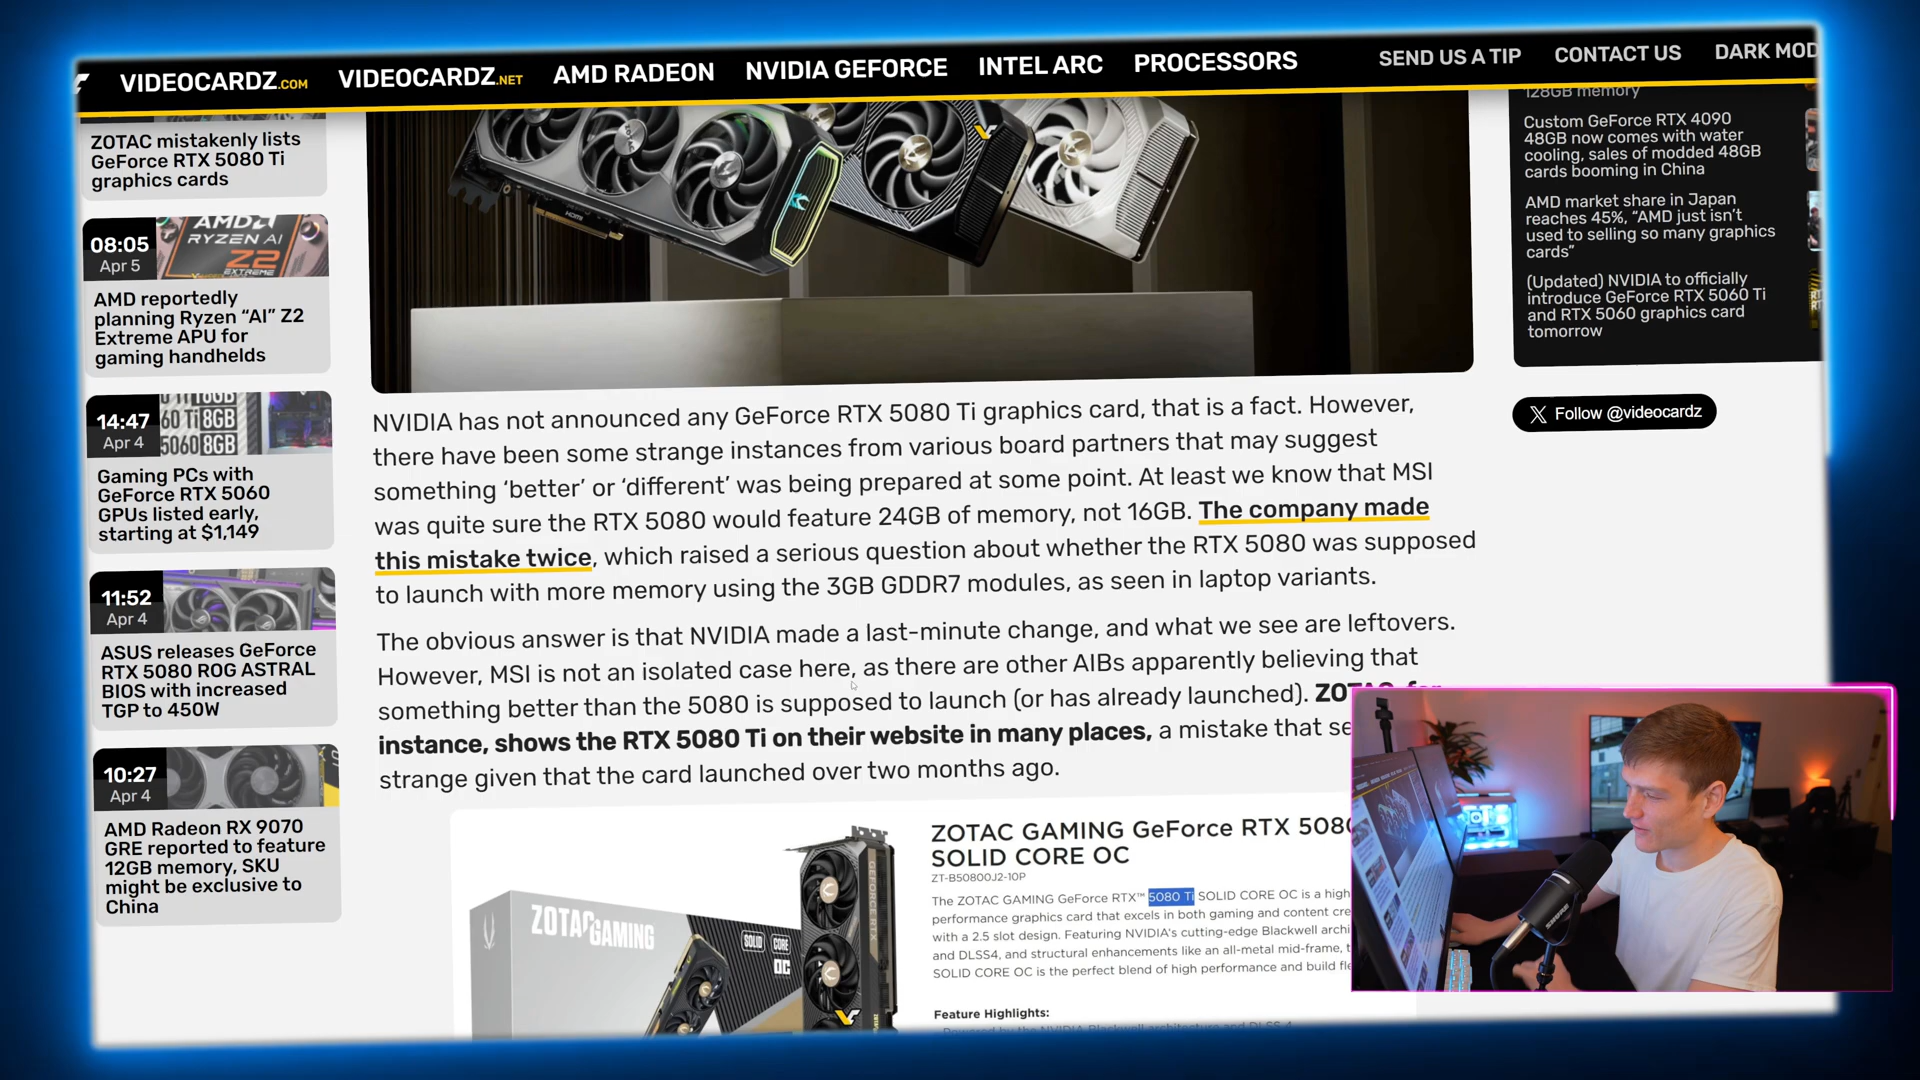 VIDEOCARDZ.COM
VIDEOCARDZ.NET
AMD RADEON
NVIDIA GEFORCE
INTEL ARC
PROCESSORS
SEND US A TIP
CONTACT US
DARK MOD
ZOTAC mistakenly lists
GeForce RTX 5080 Ti
graphics cards
08:05
Apr 5
AMD
RYZEN AI
Z2
EXTREME
AMD reportedly
planning Ryzen “AI” Z2
Extreme APU for
gaming handhelds
14:47
Apr 4
60 Ti 8GB
5060 8GB
Gaming PCs with
GeForce RTX 5060
GPUs listed early,
starting at $1,149
11:52
Apr 4
ASUS releases GeForce
RTX 5080 ROG ASTRAL
BIOS with increased
TGP to 450W
10:27
Apr 4
AMD Radeon RX 9070
GRE reported to feature
12GB memory, SKU
might be exclusive to
China
HDMI
NVIDIA has not announced any GeForce RTX 5080 Ti graphics card, that is a fact. However,
there have been some strange instances from various board partners that may suggest
something ‘better’ or ‘different’ was being prepared at some point. At least we know that MSI
was quite sure the RTX 5080 would feature 24GB of memory, not 16GB. The company made
this mistake twice, which raised a serious question about whether the RTX 5080 was supposed
to launch with more memory using the 3GB GDDR7 modules, as seen in laptop variants.
The obvious answer is that NVIDIA made a last-minute change, and what we see are leftovers.
However, MSI is not an isolated case here, as there are other AIBs apparently believing that
something better than the 5080 is supposed to launch (or has already launched). ZOTAC, for
instance, shows the RTX 5080 Ti on their website in many places, a mistake that se
strange given that the card launched over two months ago.
ZOTAC GAMING
SOLID CORE
OC
GEFORCE RTX
ZOTAC GAMING GeForce RTX 508
SOLID CORE OC
ZT-B50800J2-10P
The ZOTAC GAMING GeForce RTX™ 5080 Ti SOLID CORE OC is a high
performance graphics card that excels in both gaming and content cre
with a 2.5 slot design. Featuring NVIDIA's cutting-edge Blackwell archi
and DLSS4, and structural enhancements like an all-metal mid-frame, t
SOLID CORE OC is the perfect blend of high performance and build fle
Feature Highlights:
128GB memory
Custom GeForce RTX 4090
48GB now comes with water
cooling, sales of modded 48GB
cards booming in China
AMD market share in Japan
reaches 45%, “AMD just isn’t
used to selling so many graphics
cards”
(Updated) NVIDIA to officially
introduce GeForce RTX 5060 Ti
and RTX 5060 graphics card
tomorrow
Follow @videocardz
SHURE